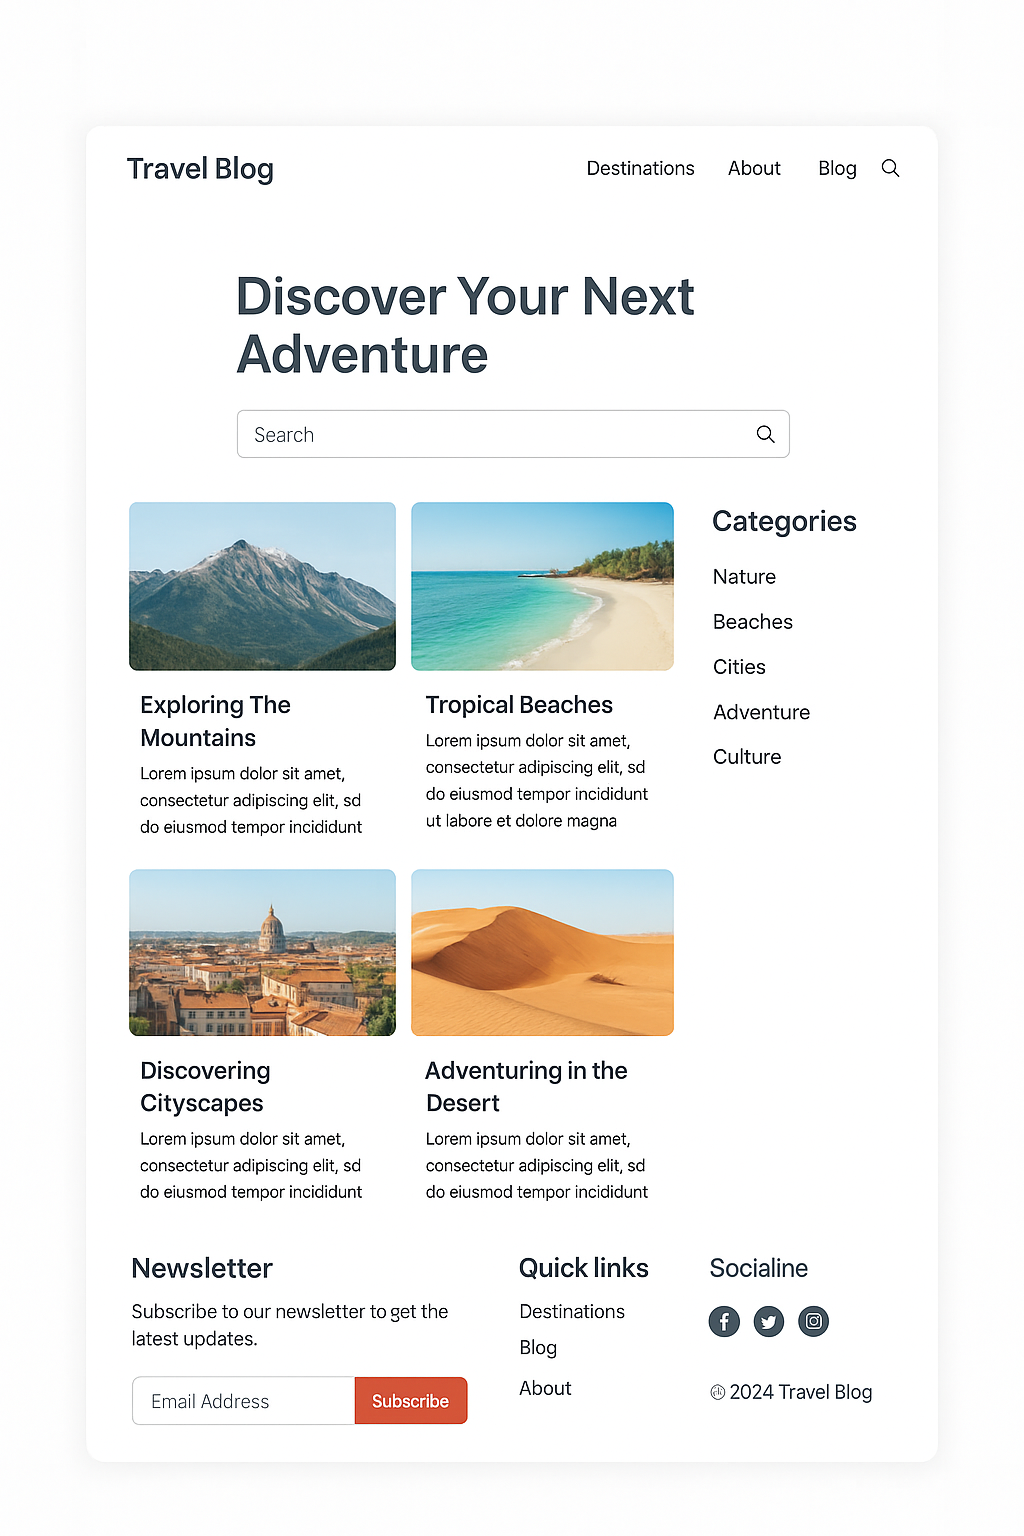 Travel Blog
Destinations About Blog
Discover Your Next
Adventure
Search
Exploring The
Mountains
Lorem ipsum dolor sit amet,
consectetur adipiscing elit, sd
do eiusmod tempor incididunt
Tropical Beaches
Lorem ipsum dolor sit amet,
consectetur adipiscing elit, sd
do eiusmod tempor incididunt
ut labore et dolore magna
Categories
Nature
Beaches
Cities
Adventure
Culture
Discovering
Cityscapes
Lorem ipsum dolor sit amet,
consectetur adipiscing elit, sd
do eiusmod tempor incididunt
Adventuring in the
Desert
Lorem ipsum dolor sit amet,
consectetur adipiscing elit, sd
do eiusmod tempor incididunt
Newsletter
Subscribe to our newsletter to get the
latest updates.
Email Address
Subscribe
Quick links
Destinations
Blog
About
Socialine
2024 Travel Blog